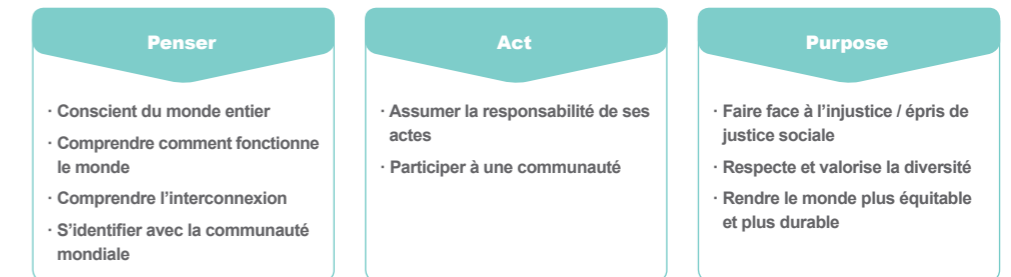 Penser
· Conscient du monde entier
· Comprendre comment fonctionne
le monde
· Comprendre l’interconnexion
· S’identifier avec la communauté
mondiale
Act
· Assumer la responsabilité de ses
actes
· Participer à une communauté
Purpose
· Faire face à l’injustice / épris de
justice sociale
· Respecte et valorise la diversité
· Rendre le monde plus équitable
et plus durable